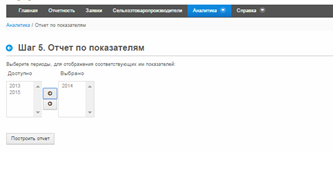 Главная Отчетность Заявки Сельхозтоваропроизводители Аналитика Справка
Аналитика / Отчет по показателям
Шаг 5. Отчет по показателям
Выберите периоды, для отображения соответствующих им показателей
Доступно Выбрано
2013 2014
2015
Построить отчет